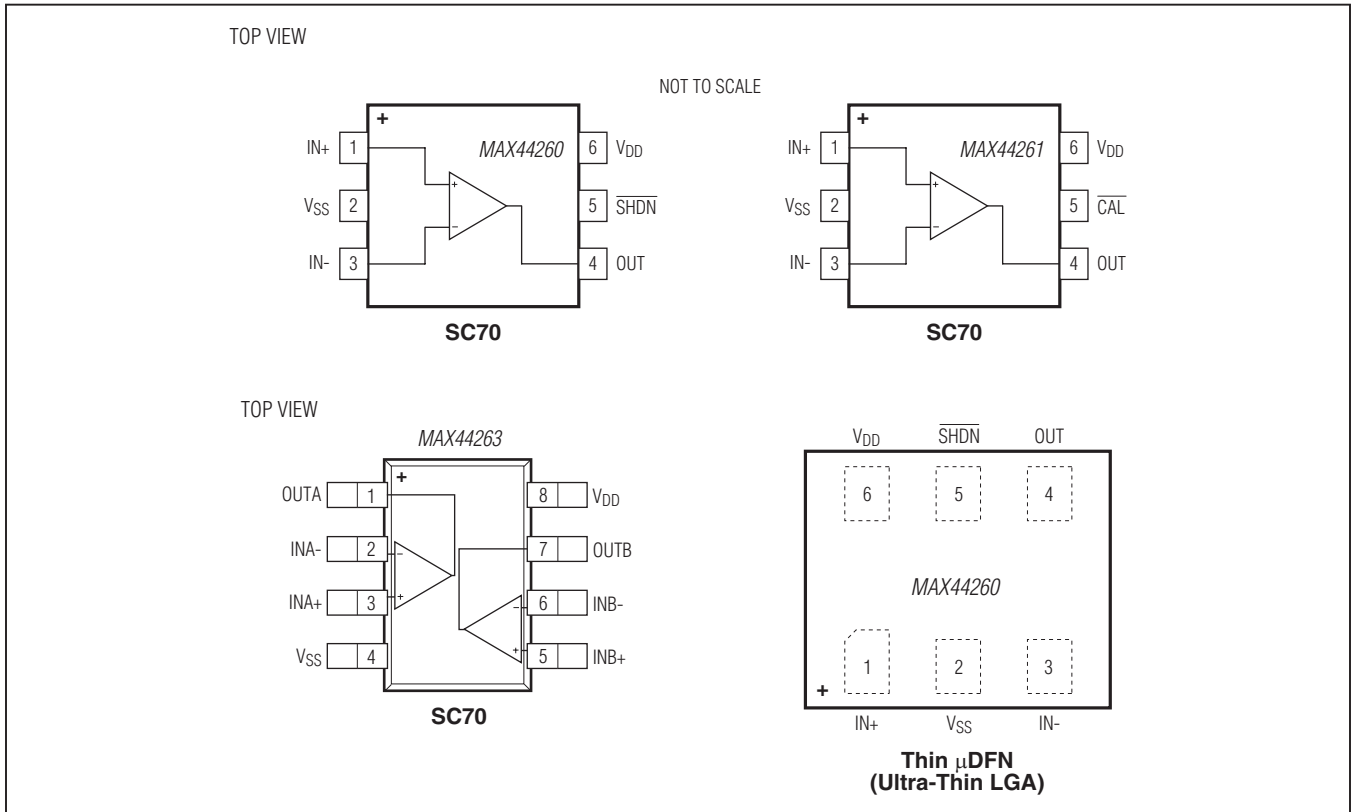 TOP VIEW
NOT TO SCALE
+
MAX44260
IN+ 1
6 VDD
+
VSS 2
5 SHDN
−
IN- 3
4 OUT
SC70
+
MAX44261
IN+ 1
6 VDD
+
VSS 2
5 CAL
−
IN- 3
4 OUT
SC70
TOP VIEW
MAX44263
+
OUTA 1
8 VDD
INA- 2 −
7 OUTB
INA+ 3 +
− 6 INB-
VSS 4
+ 5 INB+
SC70
VDD SHDN OUT
6 5 4
MAX44260
1 2 3
+
IN+ VSS IN-
Thin µDFN
(Ultra-Thin LGA)